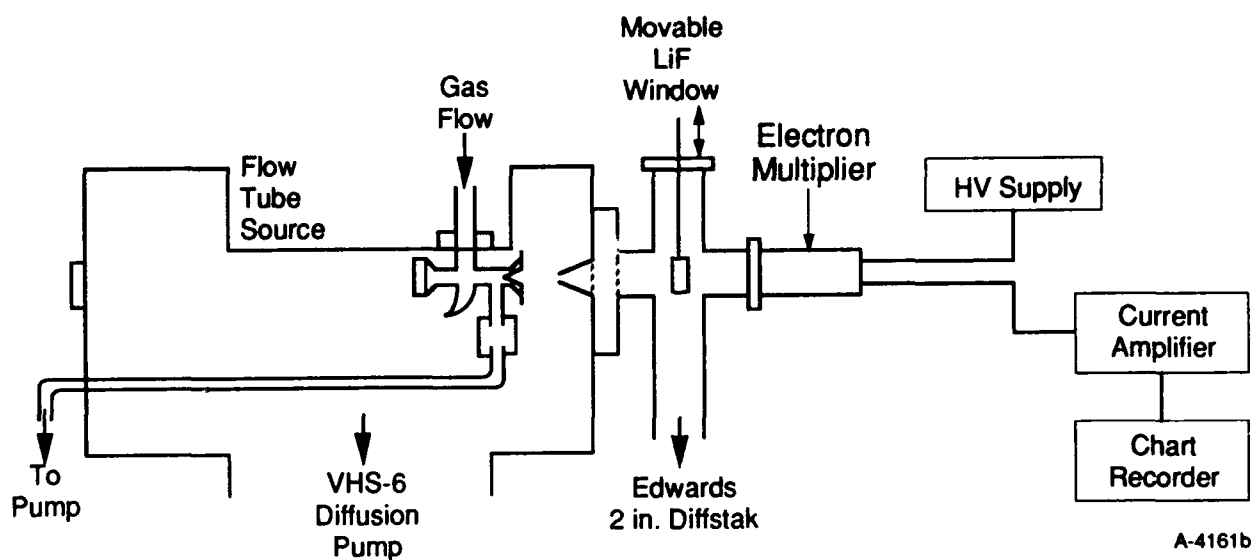 Movable
LiF
Window
Gas
Flow
Electron
Multiplier
Flow
Tube
Source
HV Supply
Current
Amplifier
Chart
Recorder
To
Pump
VHS-6
Diffusion
Pump
Edwards
2 in. Diffstak
A-4161b